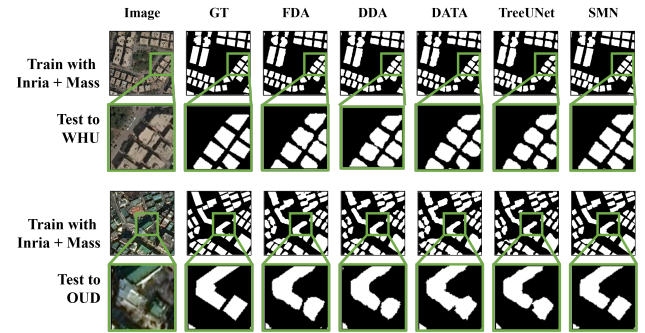 Image GT FDA DDA DATA TreeUNet SMN
Train with
Inria + Mass
Test to
WHU
Train with
Inria + Mass
Test to
OUD